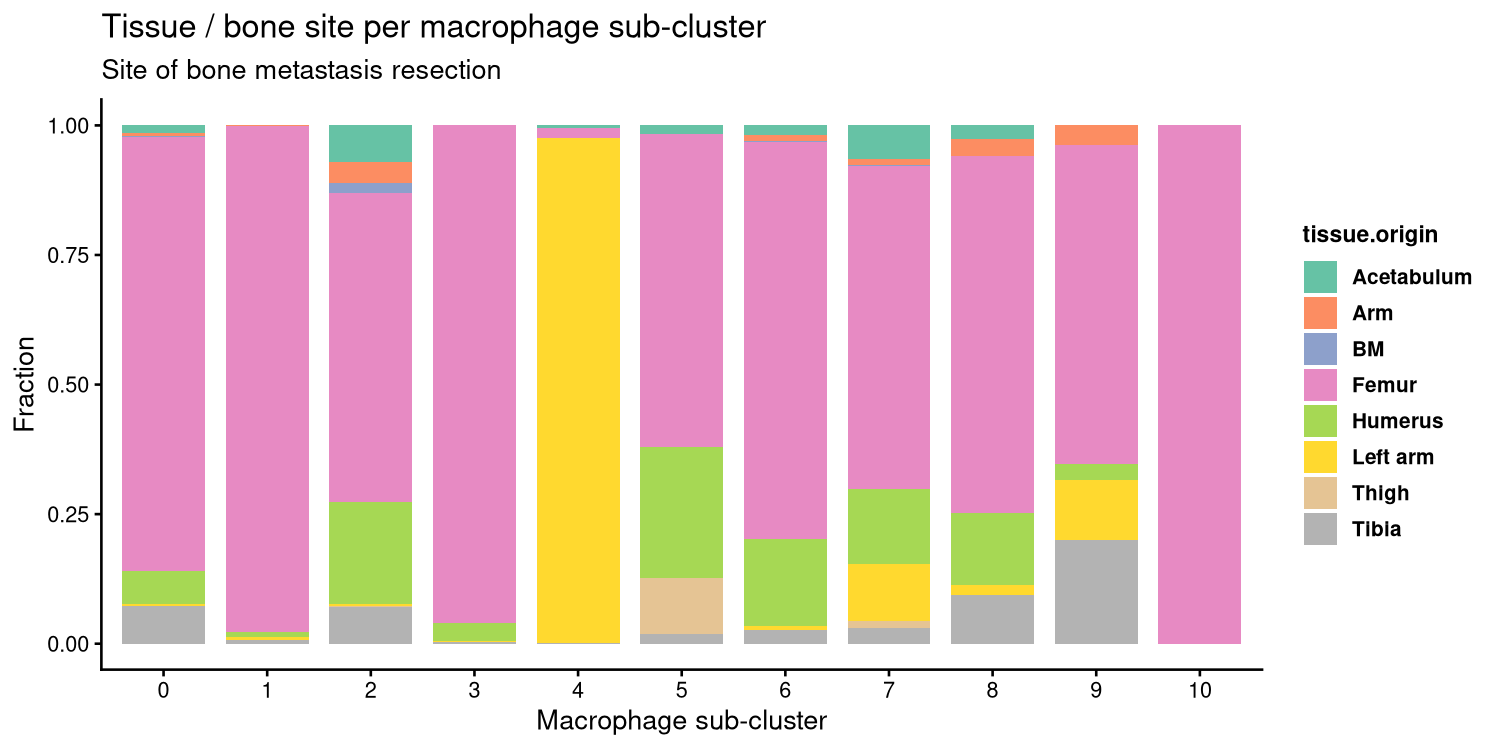 Tissue / bone site per macrophage sub-cluster
Site of bone metastasis resection
Fraction
1.00
0.75
0.50
0.25
0.00
0 1 2 3 4 5 6 7 8 9 10
Macrophage sub-cluster
tissue.origin
Acetabulum
Arm
BM
Femur
Humerus
Left arm
Thigh
Tibia